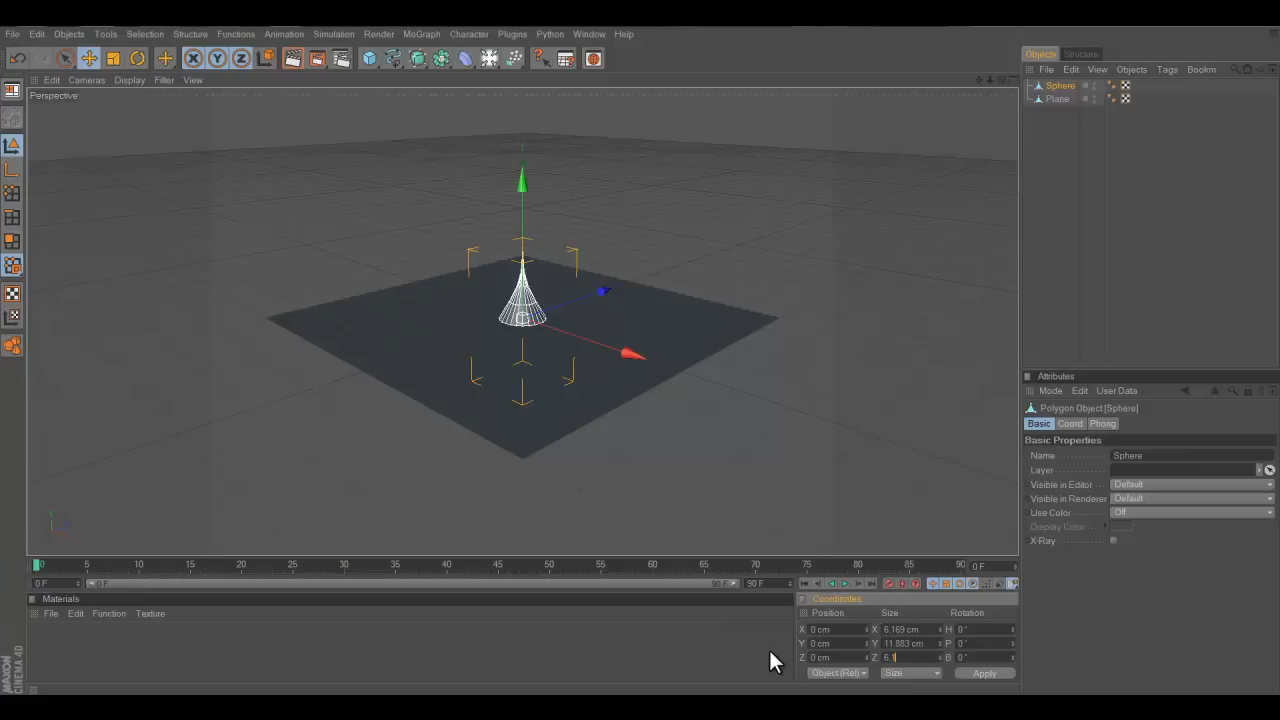 File Edit Objects Tools Selection Structure Functions Animation Simulation Render MoGraph Character Plugins Python Window Help
Objects Structure
File Edit View Objects Tags Bookm
Edit Cameras Display Filter View
Perspective
Sphere
Plane
Attributes
Mode Edit User Data
Polygon Object [Sphere]
Basic Coord Phong
Basic Properties
Name Sphere
Layer
Visible in Editor Default
Visible in Renderer Default
Use Color Off
Display Color
X-Ray
Y
0 5 10 15 20 25 30 35 40 45 50 55 60 65 70 75 80 85 90 0 F
0 F 0 F 90 F 90 F
Materials
File Edit Function Texture
Coordinates
Position Size Rotation
X 0 cm X 6.169 cm H 0 °
Y 0 cm Y 11.883 cm P 0 °
Z 0 cm Z 6.1 B 0 °
Object (Rel) Size Apply
MAXON CINEMA 4D